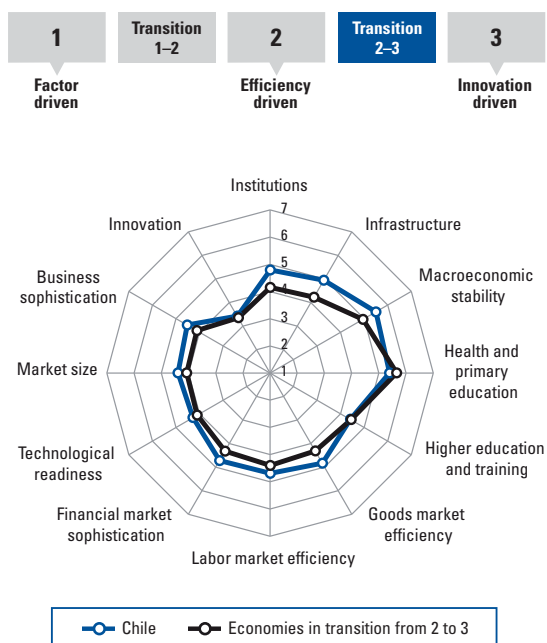 1
Transition
1–2
2
Transition
2–3
3
Factor
driven
Efficiency
driven
Innovation
driven
Institutions
7
Innovation
6
Infrastructure
5
Business
sophistication
4
Macroeconomic
stability
3
2
Market size
1
Health and
primary
education
Technological
readiness
Higher education
and training
Financial market
sophistication
Goods market
efficiency
Labor market efficiency
Chile
Economies in transition from 2 to 3